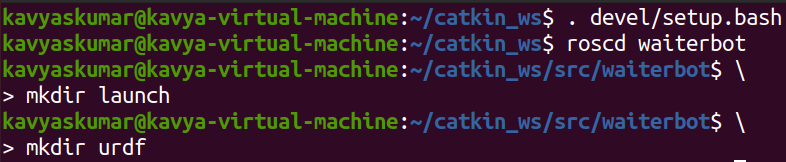 kavyaskumar@kavya-virtual-machine:~/catkin_ws$ . devel/setup.bash
kavyaskumar@kavya-virtual-machine:~/catkin_ws$ roscd waiterbot
kavyaskumar@kavya-virtual-machine:~/catkin_ws/src/waiterbot$ \
> mkdir launch
kavyaskumar@kavya-virtual-machine:~/catkin_ws/src/waiterbot$ \
> mkdir urdf